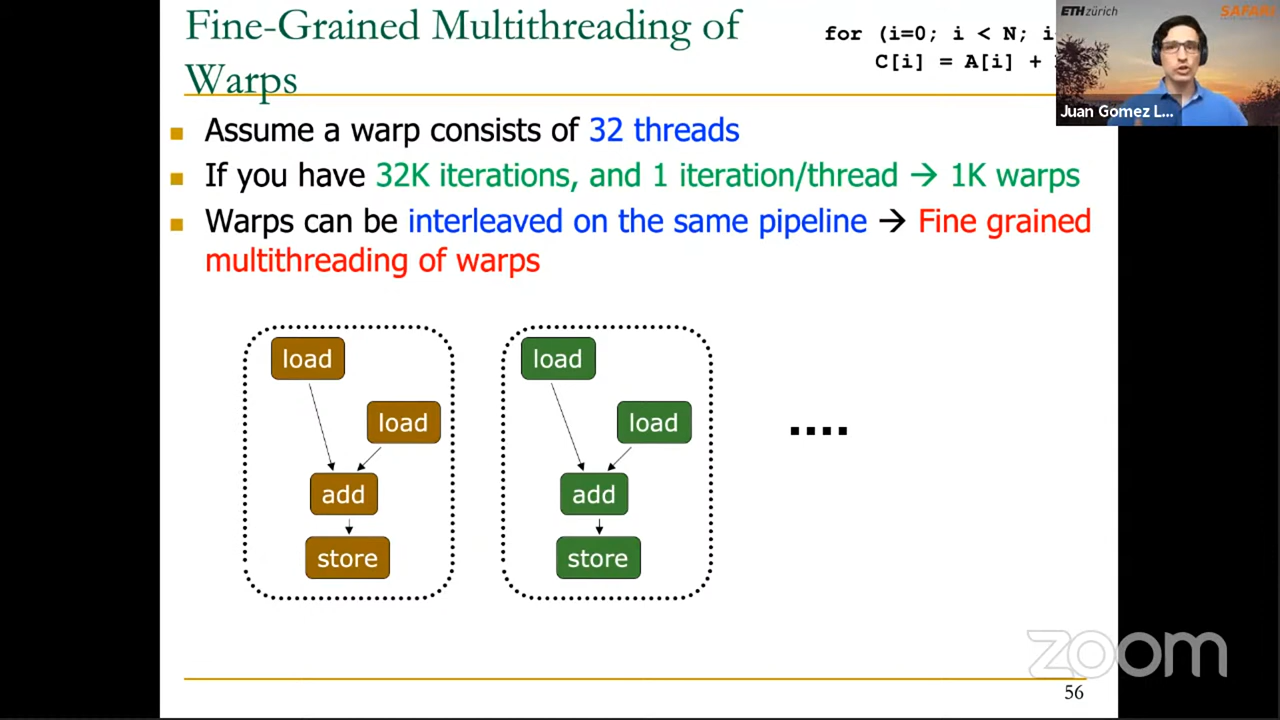 Fine-Grained Multithreading of
Warps
for (i=0; i < N; i
C[i] = A[i] +
ETH zürich
SAFARI
Juan Gomez L...
Assume a warp consists of 32 threads
If you have 32K iterations, and 1 iteration/thread → 1K warps
Warps can be interleaved on the same pipeline → Fine grained
multithreading of warps
load
load
add
store
load
load
add
store
....
zoom
56